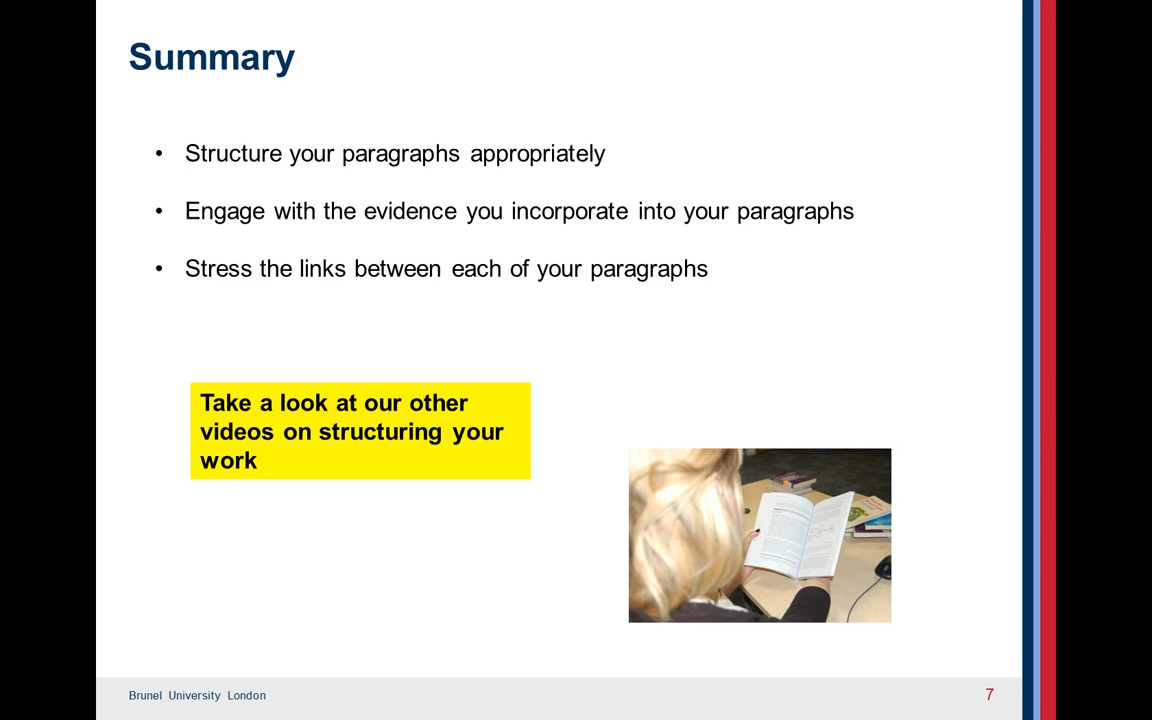 Summary
• Structure your paragraphs appropriately
• Engage with the evidence you incorporate into your paragraphs
• Stress the links between each of your paragraphs
Take a look at our other
videos on structuring your
work
Brunel University London
7